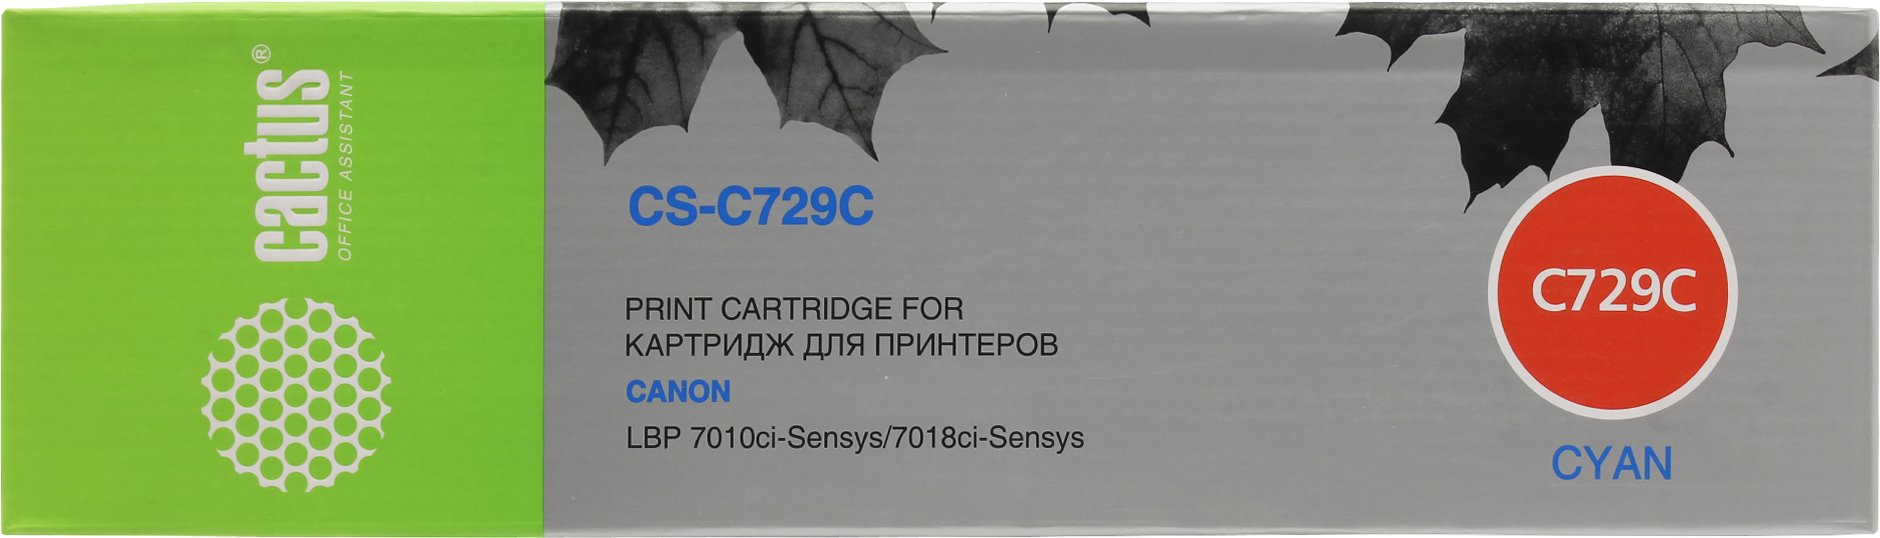 cactus®
OFFICE ASSISTANT
CS-C729C
PRINT CARTRIDGE FOR
КАРТРИДЖ ДЛЯ ПРИНТЕРОВ
CANON
LBP 7010ci-Sensys/7018ci-Sensys
C729C
CYAN